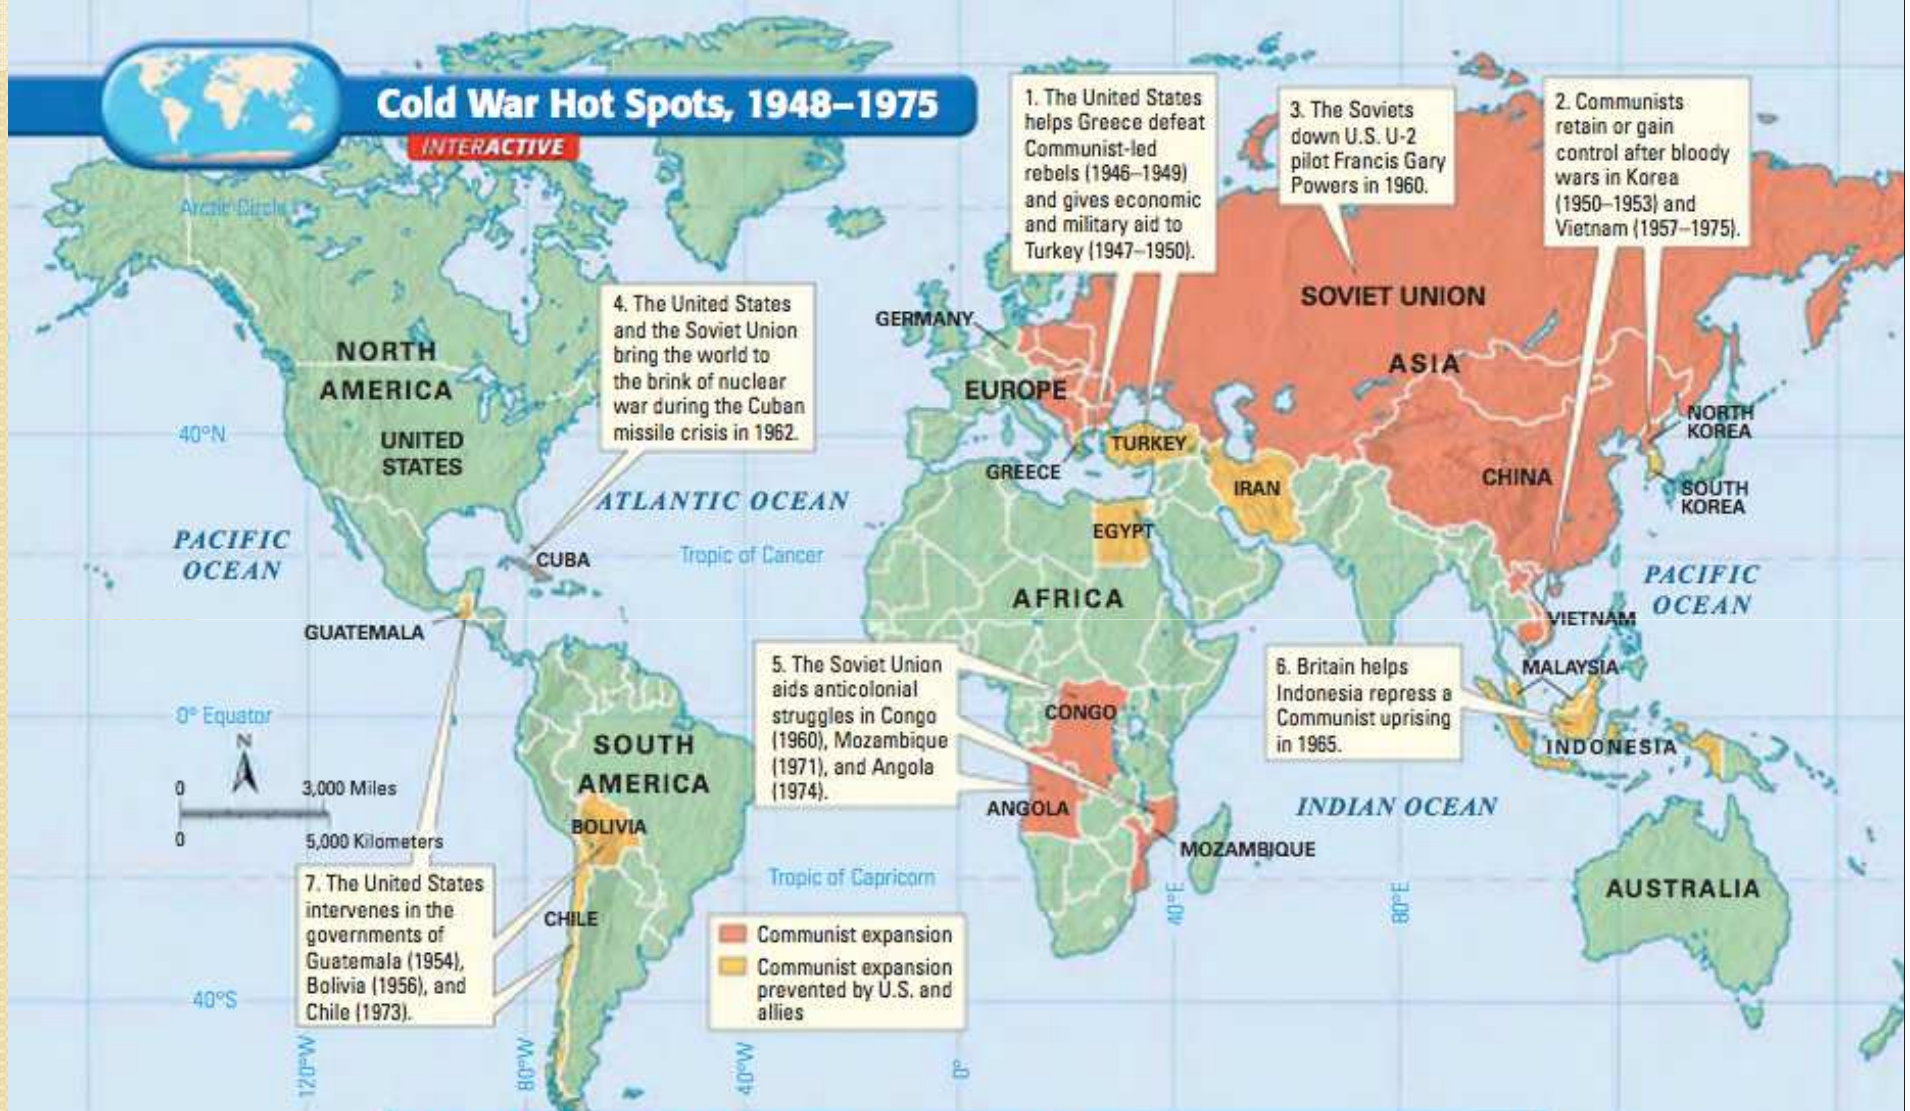 Cold War Hot Spots, 1948–1975
INTERACTIVE
1. The United States
helps Greece defeat
Communist-led
rebels (1946–1949)
and gives economic
and military aid to
Turkey (1947–1950).
3. The Soviets
down U.S. U-2
pilot Francis Gary
Powers in 1960.
2. Communists
retain or gain
control after bloody
wars in Korea
(1950–1953) and
Vietnam (1957–1975).
Arctic Circle
4. The United States
and the Soviet Union
bring the world to
the brink of nuclear
war during the Cuban
missile crisis in 1962.
NORTH
AMERICA
UNITED
STATES
40°N
GERMANY
EUROPE
SOVIET UNION
ASIA
NORTH
KOREA
TURKEY
GREECE
IRAN
CHINA
SOUTH
KOREA
ATLANTIC OCEAN
PACIFIC
OCEAN
EGYPT
CUBA
Tropic of Cancer
PACIFIC
OCEAN
AFRICA
GUATEMALA
VIETNAM
5. The Soviet Union
aids anticolonial
struggles in Congo
(1960), Mozambique
(1971), and Angola
(1974).
6. Britain helps
Indonesia repress a
Communist uprising
in 1965.
MALAYSIA
0° Equator
N
0 3,000 Miles
0 5,000 Kilometers
SOUTH
AMERICA
CONGO
INDONESIA
ANGOLA
INDIAN OCEAN
BOLIVIA
MOZAMBIQUE
Tropic of Capricorn
40°E
80°E
AUSTRALIA
7. The United States
intervenes in the
governments of
Guatemala (1954),
Bolivia (1956), and
Chile (1973).
CHILE
Communist expansion
Communist expansion
prevented by U.S. and
allies
40°S
120°W
80°W
40°W
0°